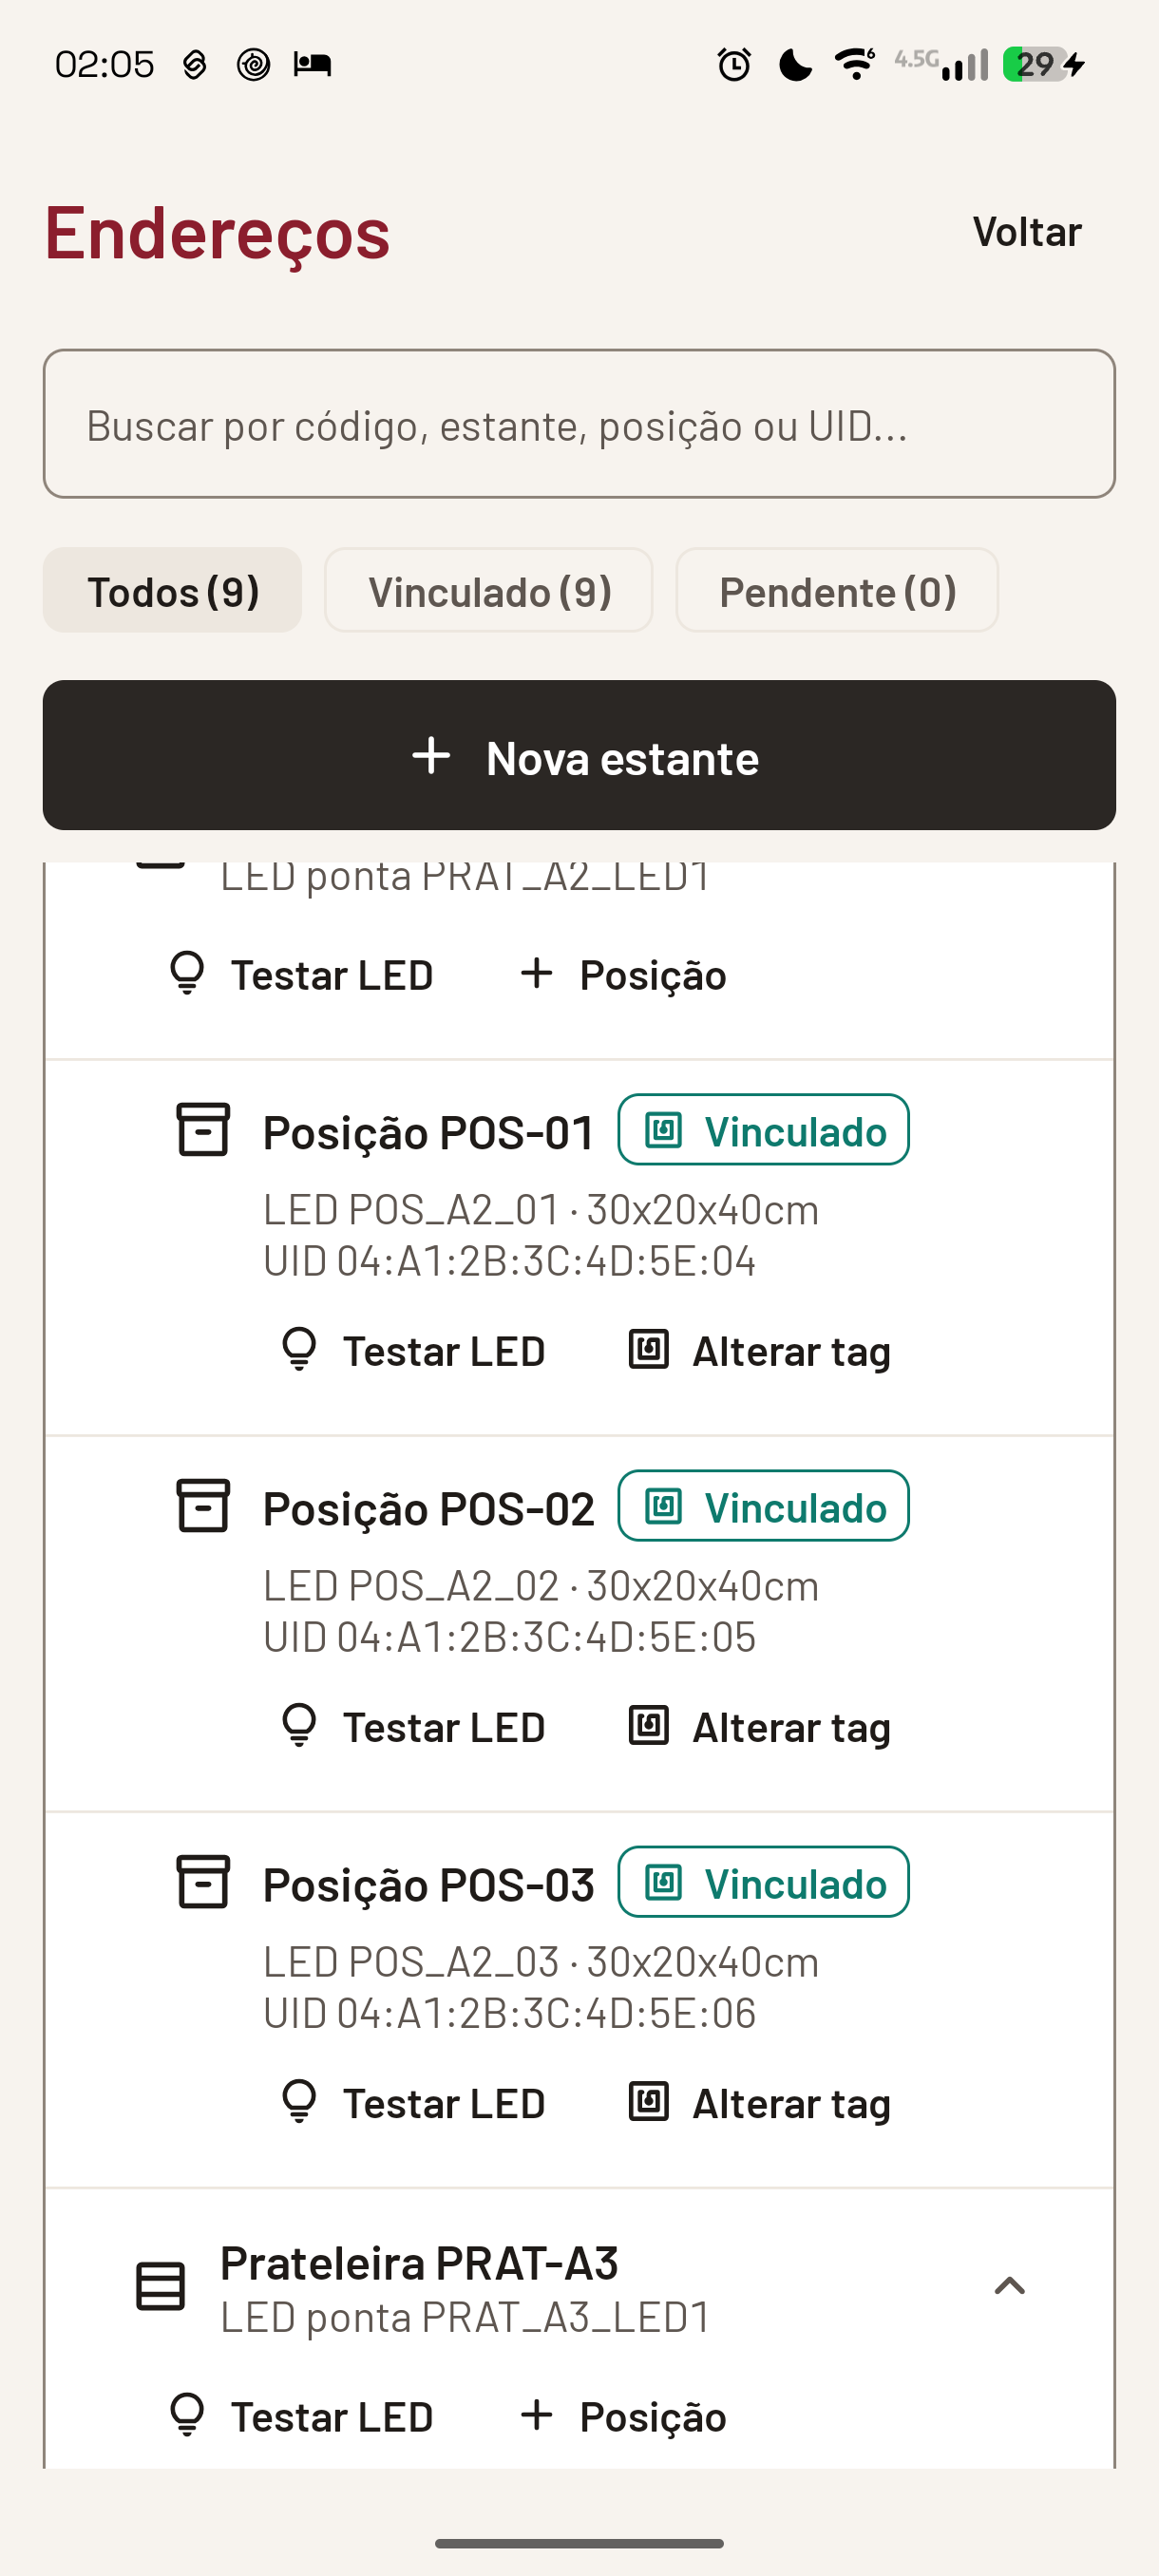 02:05
4.5G
29
Endereços
Voltar
Buscar por código, estante, posição ou UID...
Todos (9)
Vinculado (9)
Pendente (0)
Nova estante
LED ponta PRAT_A2_LED1
Testar LED
Posição
Posição POS-01
Vinculado
LED POS_A2_01 · 30x20x40cm
UID 04:A1:2B:3C:4D:5E:04
Testar LED
Alterar tag
Posição POS-02
Vinculado
LED POS_A2_02 · 30x20x40cm
UID 04:A1:2B:3C:4D:5E:05
Testar LED
Alterar tag
Posição POS-03
Vinculado
LED POS_A2_03 · 30x20x40cm
UID 04:A1:2B:3C:4D:5E:06
Testar LED
Alterar tag
Prateleira PRAT-A3
LED ponta PRAT_A3_LED1
Testar LED
Posição